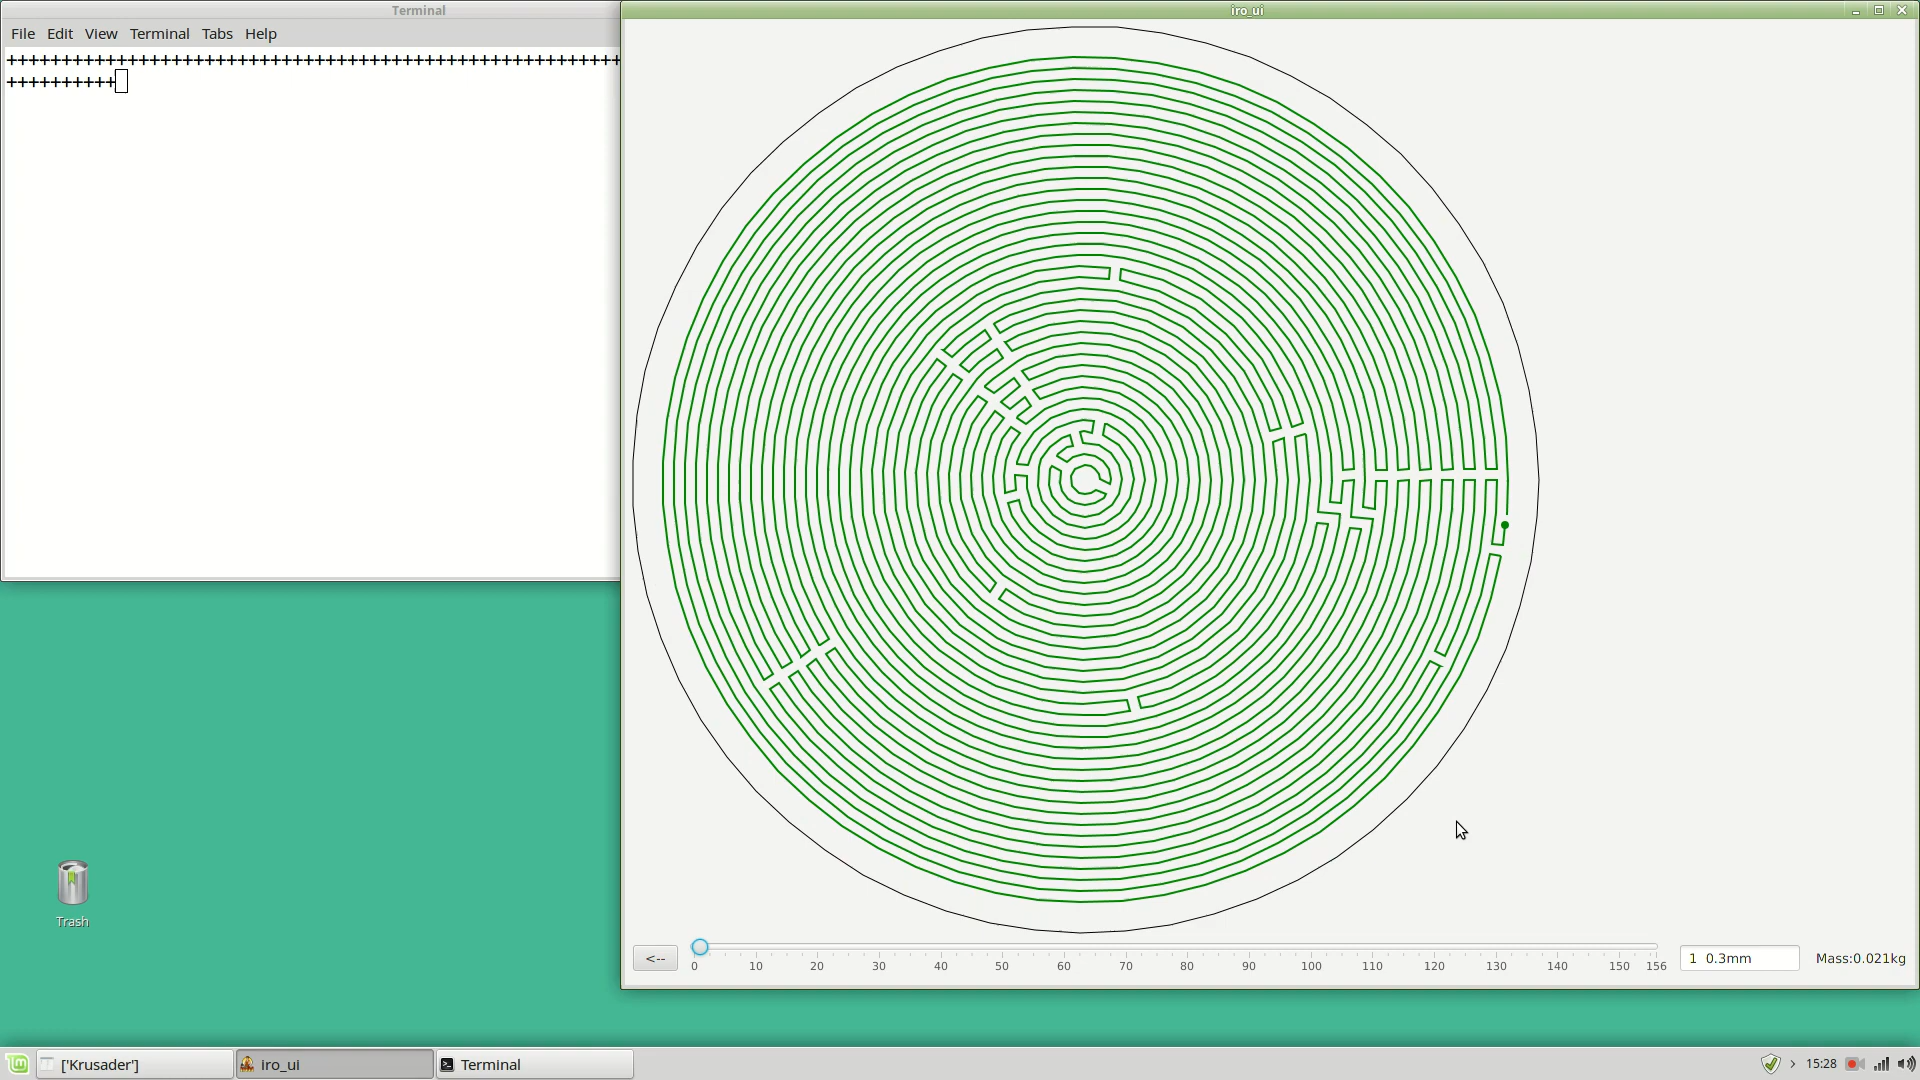 Terminal
iro_ui
File Edit View Terminal Tabs Help
++++++++++++++++++++++++++++++++++++++++++++++++++++++++
++++++++++
Trash
<--
0 10 20 30 40 50 60 70 80 90 100 110 120 130 140 150 156
1 0.3mm
Mass:0.021kg
['Krusader']
iro_ui
Terminal
15:28